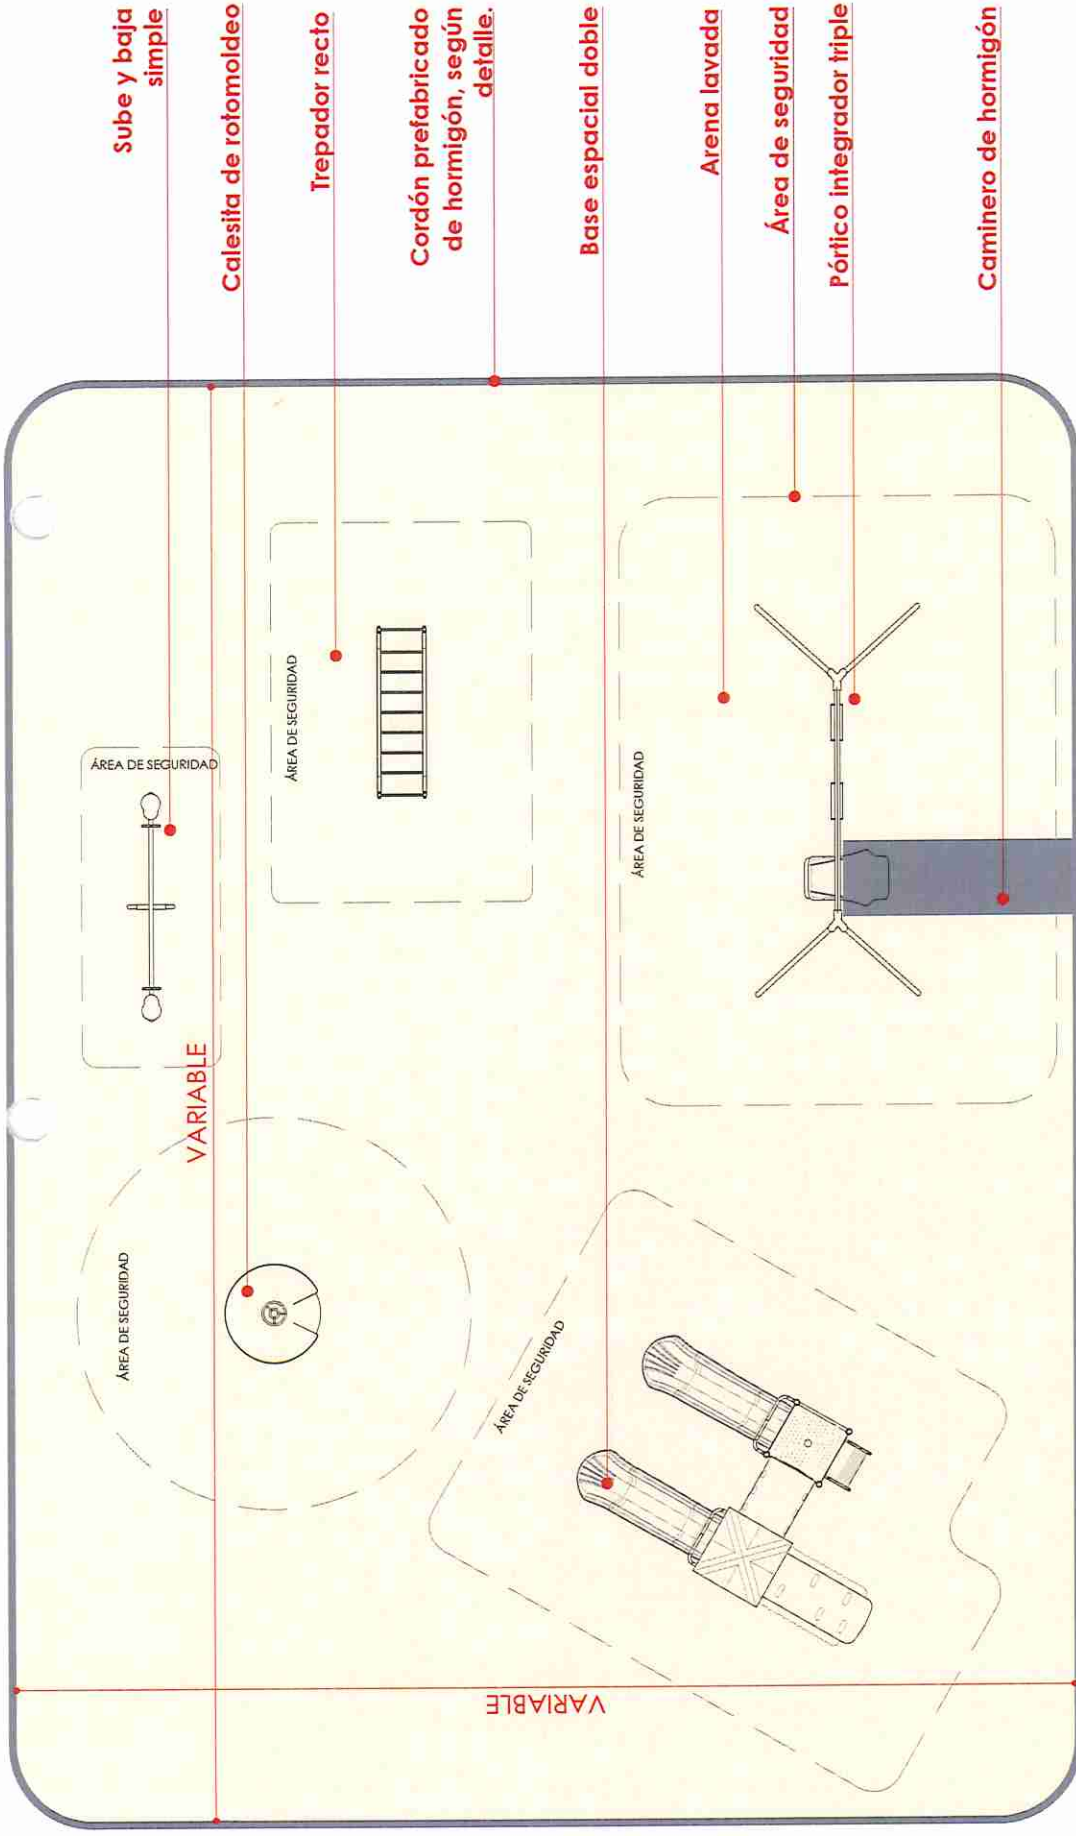 Sube y baja
simple
Calesita de rotomoldeo
Trepador recto
Cordón prefabricado
de hormigón, según
detalle.
Base espacial doble
Arena lavada
Área de seguridad
Pórtico integrador triple
Caminero de hormigón
ÁREA DE SEGURIDAD
ÁREA DE SEGURIDAD
ÁREA DE SEGURIDAD
VARIABLE
ÁREA DE SEGURIDAD
ÁREA DE SEGURIDAD
VARIABLE